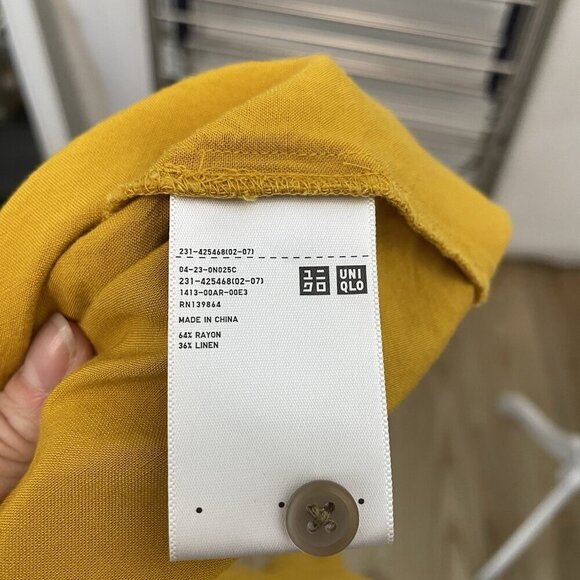 231-425468(02-07)
04-23-0N025C
231-425468(02-07)
1413-00AR-00E3
RN139864
MADE IN CHINA
64% RAYON
36% LINEN
ユニ
クロ
UNI
QLO